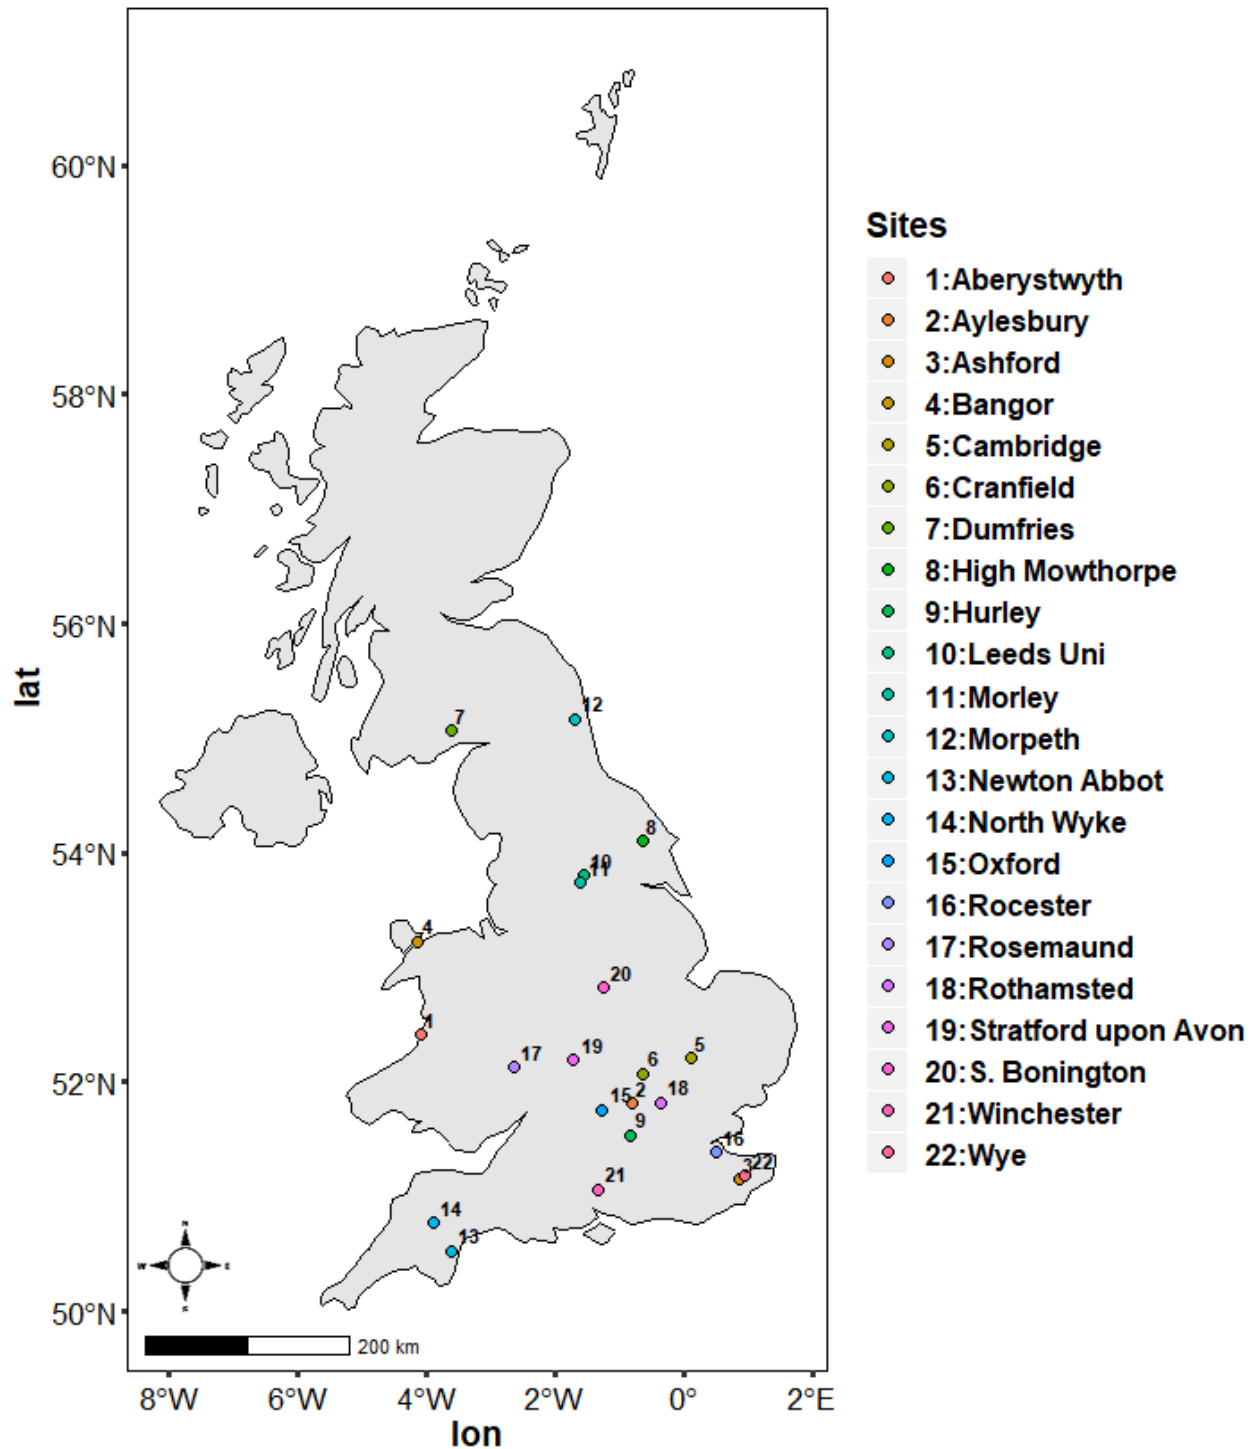 60°N
58°N
56°N
54°N
52°N
50°N
lat
8°W
6°W
4°W
2°W
0°
2°E
lon
12
7
8
10
11
4
20
1
17
19
6
5
15
2
18
9
16
3
22
21
14
13
N
W
E
S
200 km
Sites
1:Aberystwyth
2:Aylesbury
3:Ashford
4:Bangor
5:Cambridge
6:Cranfield
7:Dumfries
8:High Mowthorpe
9:Hurley
10:Leeds Uni
11:Morley
12:Morpeth
13:Newton Abbot
14:North Wyke
15:Oxford
16:Rocester
17:Rosemaund
18:Rothamsted
19:Stratford upon Avon
20:S. Bonington
21:Winchester
22:Wye